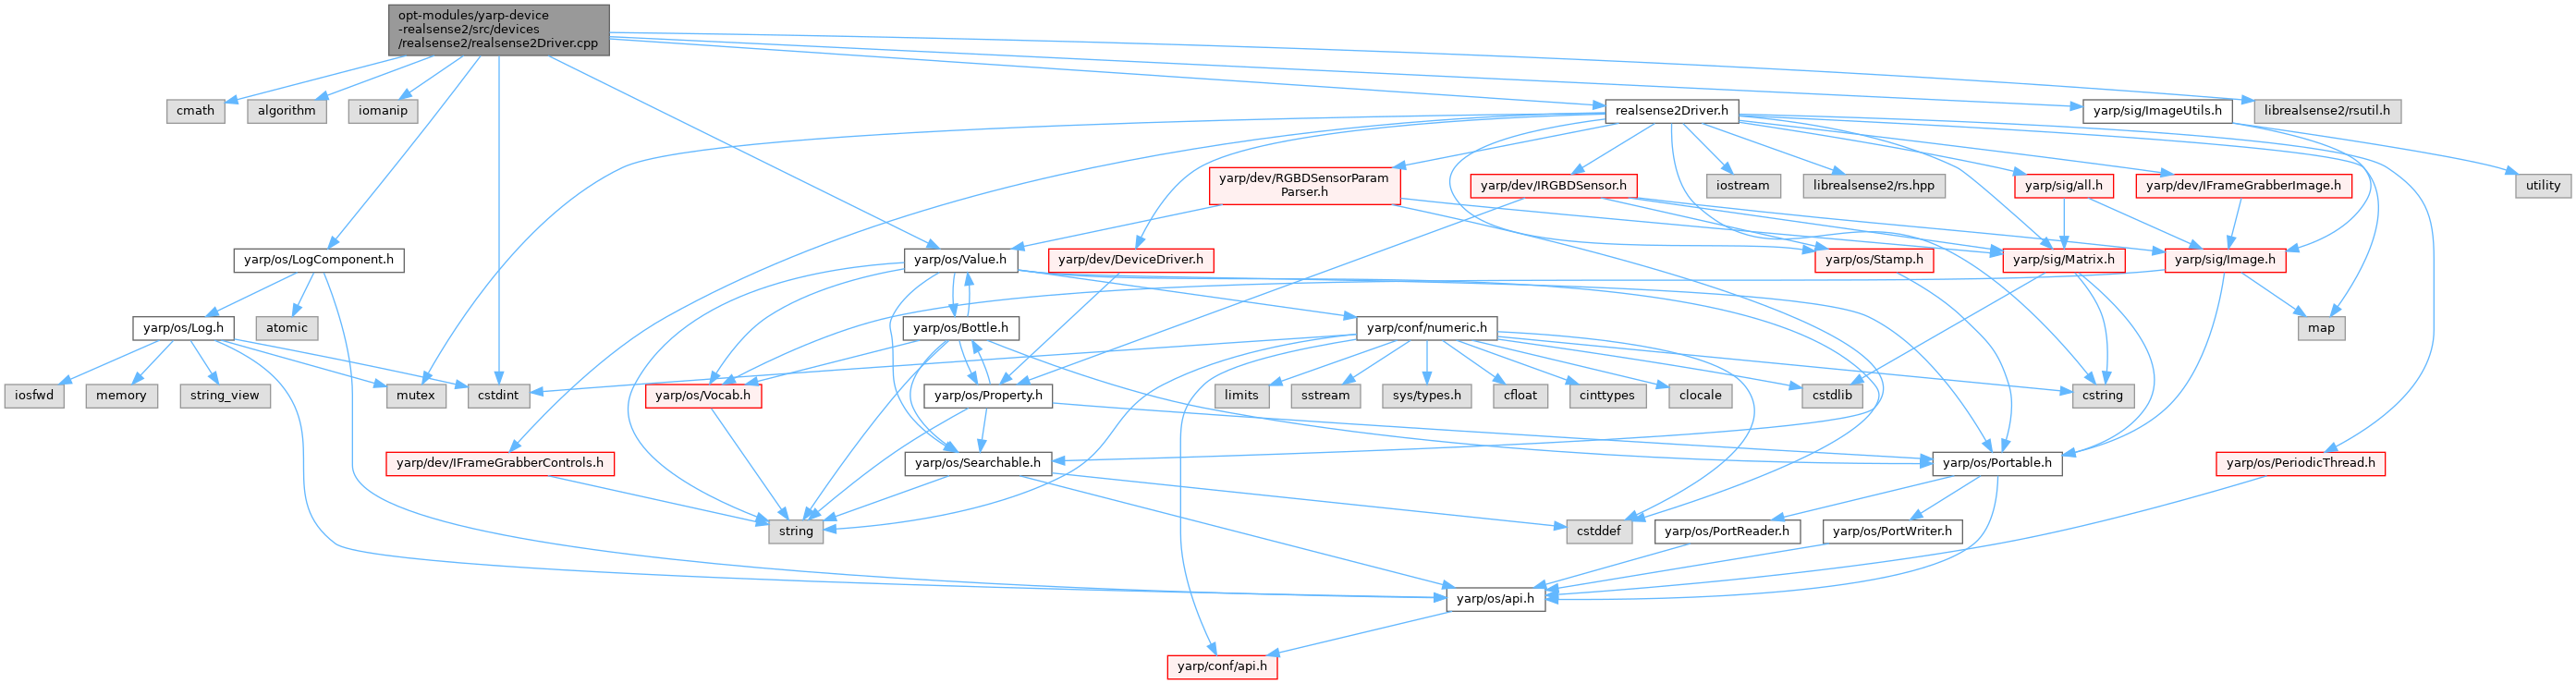 opt-modules/yarp-device
-realsense2/src/devices
/realsense2/realsense2Driver.cpp
cmath
algorithm
iomanip
realsense2Driver.h
yarp/sig/ImageUtils.h
librealsense2/rsutil.h
yarp/dev/RGBDSensorParam
Parser.h
yarp/dev/IRGBDSensor.h
iostream
librealsense2/rs.hpp
yarp/sig/all.h
yarp/dev/IFrameGrabberImage.h
utility
yarp/os/LogComponent.h
yarp/os/Value.h
yarp/dev/DeviceDriver.h
yarp/os/Stamp.h
yarp/sig/Matrix.h
yarp/sig/Image.h
yarp/os/Log.h
atomic
yarp/os/Bottle.h
yarp/conf/numeric.h
map
iosfwd
memory
string_view
mutex
cstdint
yarp/os/Vocab.h
yarp/os/Property.h
limits
sstream
sys/types.h
cfloat
cinttypes
clocale
cstdlib
cstring
yarp/dev/IFrameGrabberControls.h
yarp/os/Searchable.h
yarp/os/Portable.h
yarp/os/PeriodicThread.h
string
cstddef
yarp/os/PortReader.h
yarp/os/PortWriter.h
yarp/os/api.h
yarp/conf/api.h